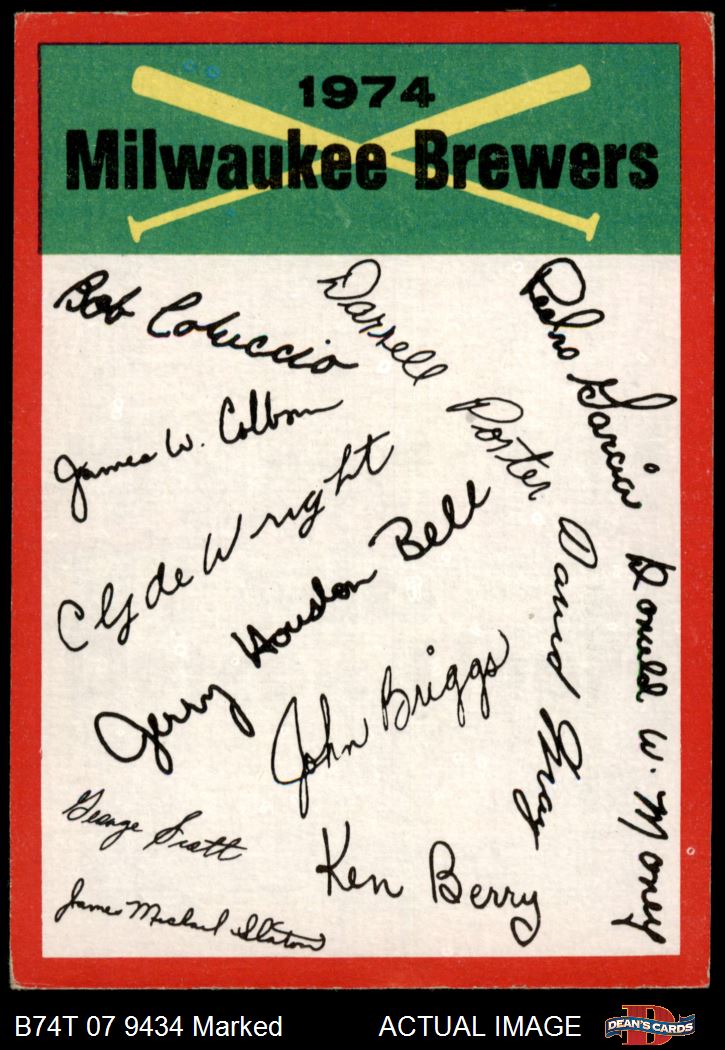 1974
Milwaukee Brewers
Bob Coluccio
Darrell Porter
Pedro Garcia
James W. Colborn
Clyde Wright
Jerry Houston Bell
David May
Donald W. Money
John Briggs
George Scott
Ken Berry
James Michael Slaton
B74T 07 9434 Marked
ACTUAL IMAGE
D
DEAN'S CARDS